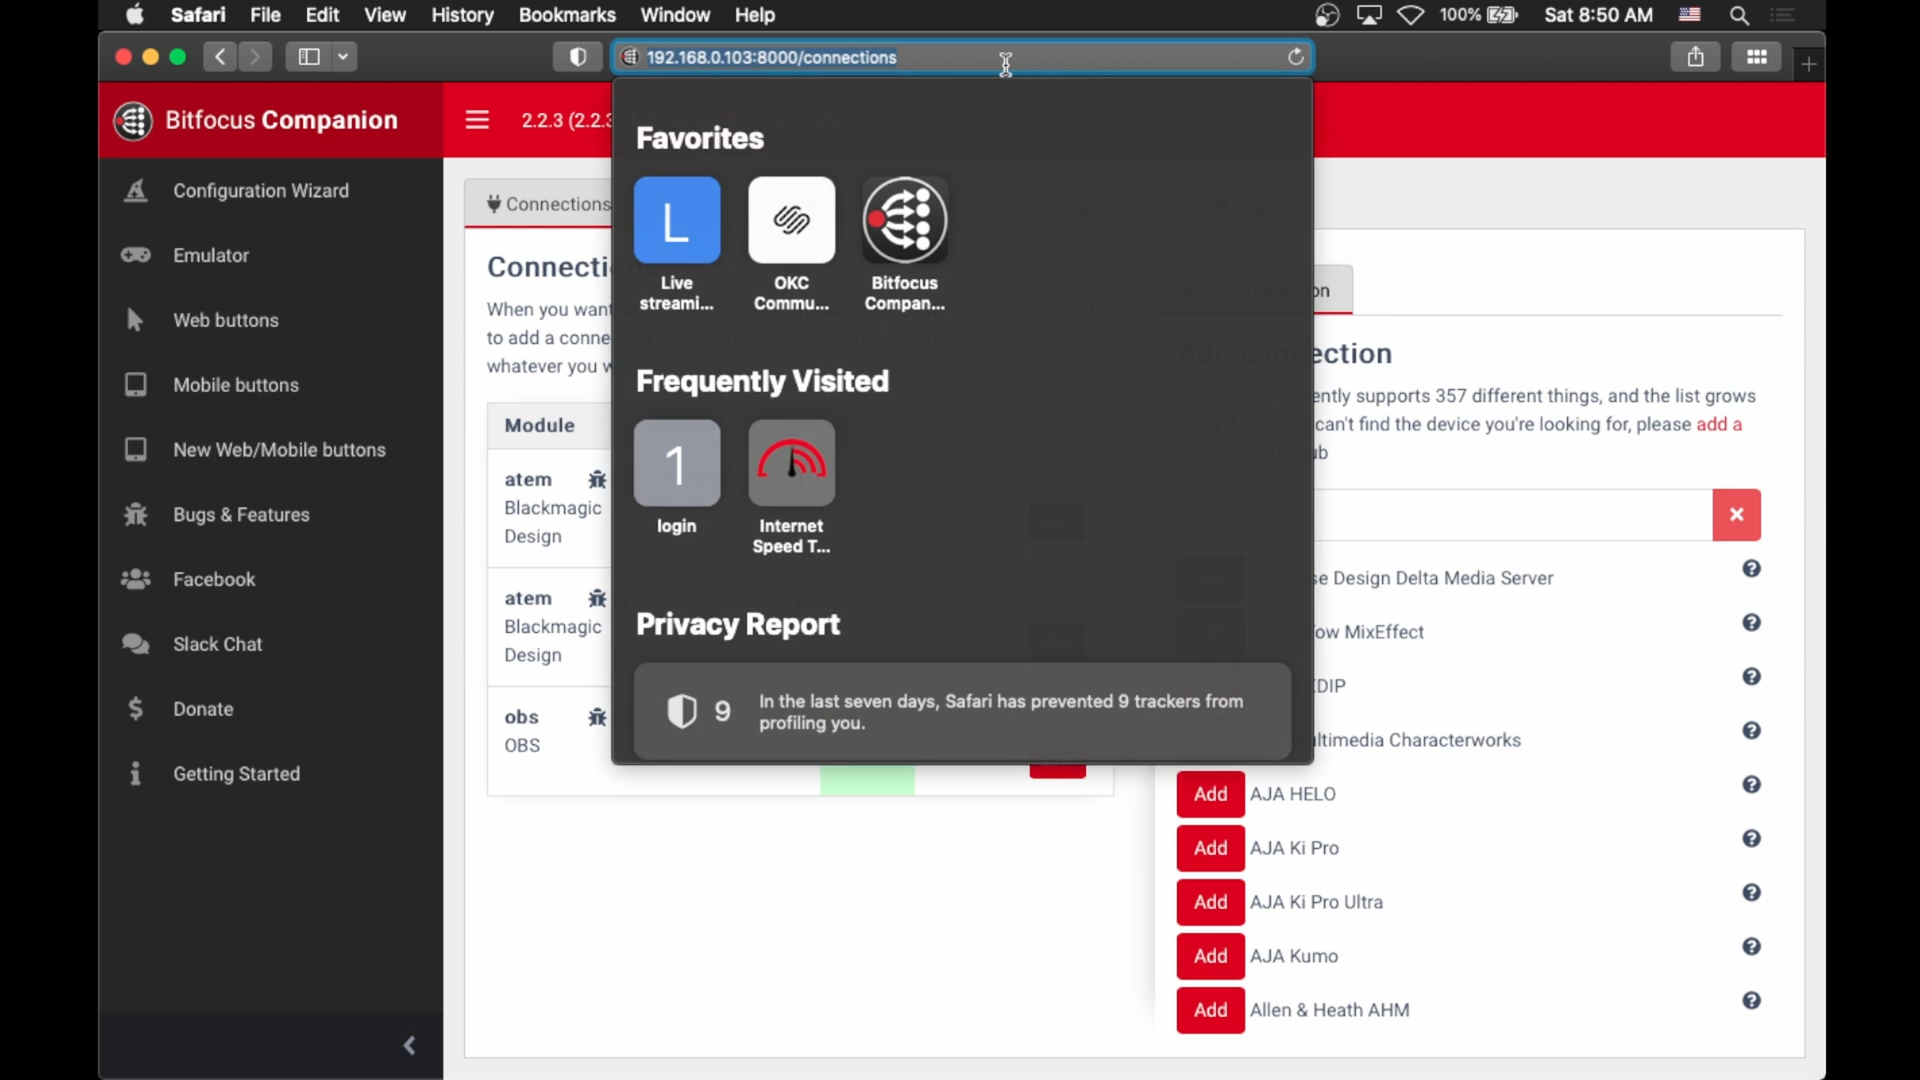 Safari File Edit View History Bookmarks Window Help 100% Sat 8:50 AM
192.168.0.103:8000/connections
Bitfocus Companion
2.2.3 (2.2.3
Configuration Wizard
Emulator
Web buttons
Mobile buttons
New Web/Mobile buttons
Bugs & Features
Facebook
Slack Chat
Donate
Getting Started
Connections
Connecti
When you want
to add a conne
whatever you w
Module
atem
Blackmagic
Design
atem
Blackmagic
Design
obs
OBS
Favorites
L
Live
streami...
OKC
Commu...
Bitfocus
Compan...
Frequently Visited
1
login
Internet
Speed T...
Privacy Report
9
In the last seven days, Safari has prevented 9 trackers from
profiling you.
on
Add connection
ently supports 357 different things, and the list grows
can't find the device you're looking for, please add a
ub
se Design Delta Media Server
ow MixEffect
DIP
ltimedia Characterworks
Add AJA HELO
Add AJA Ki Pro
Add AJA Ki Pro Ultra
Add AJA Kumo
Add Allen & Heath AHM